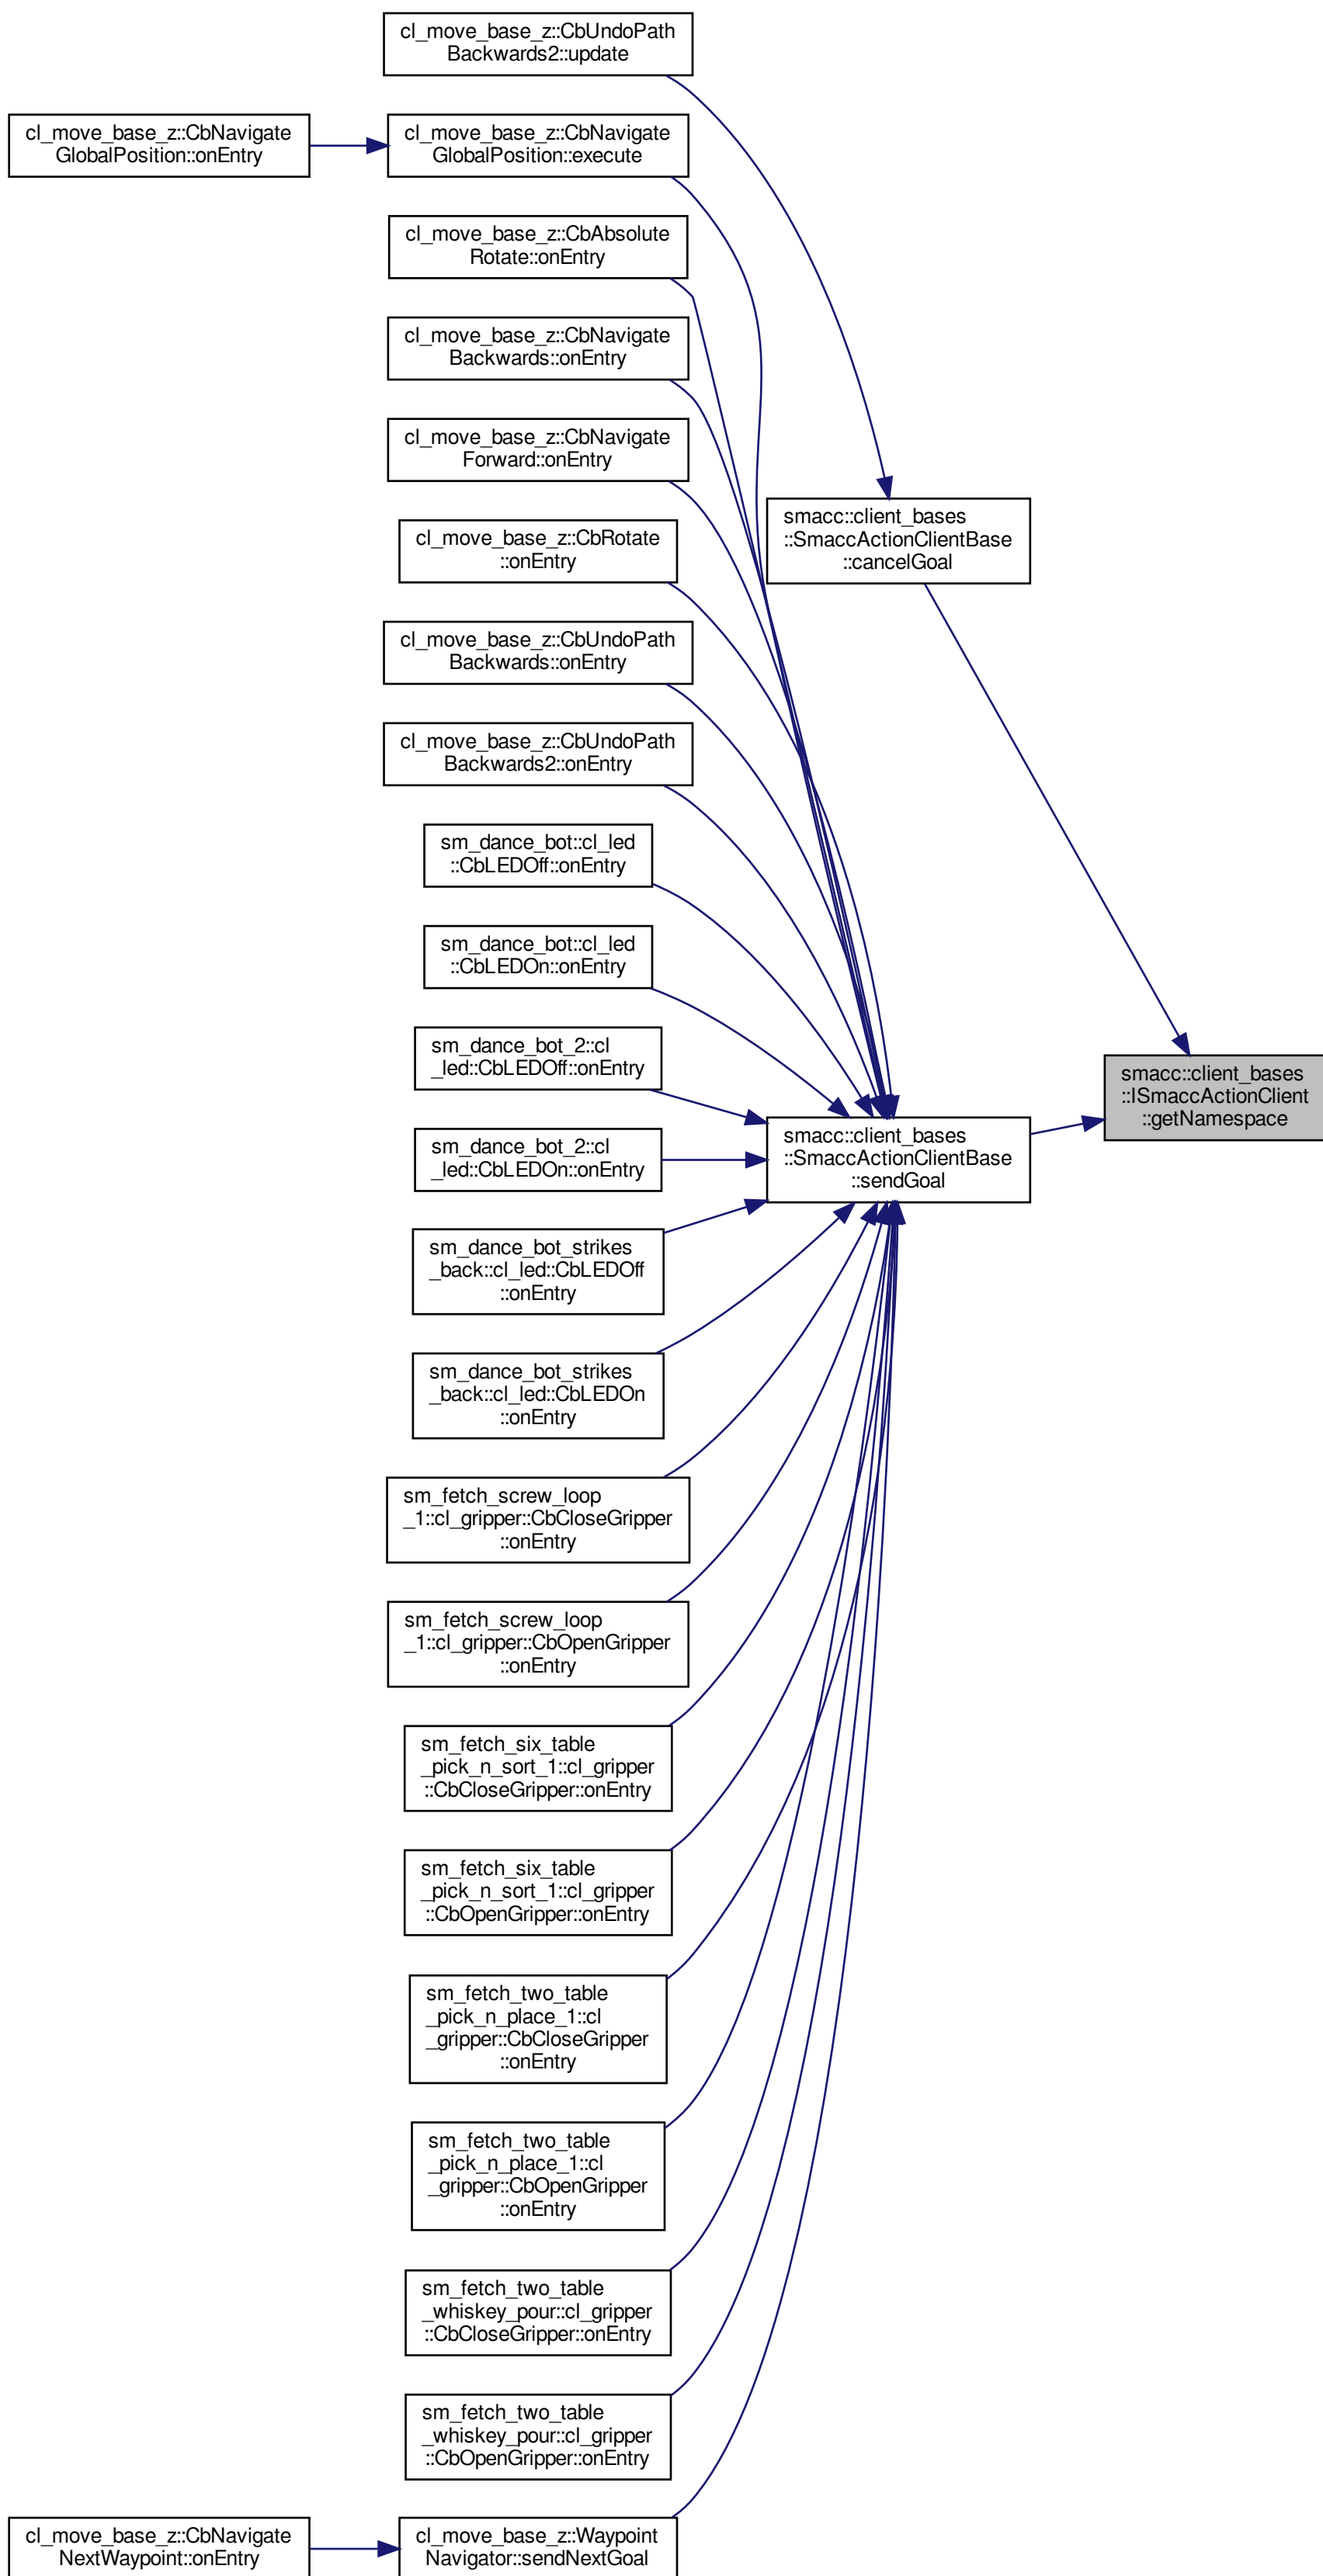 cl_move_base_z::CbUndoPath
Backwards2::update
cl_move_base_z::CbNavigate
GlobalPosition::onEntry
cl_move_base_z::CbNavigate
GlobalPosition::execute
cl_move_base_z::CbAbsolute
Rotate::onEntry
cl_move_base_z::CbNavigate
Backwards::onEntry
cl_move_base_z::CbNavigate
Forward::onEntry
cl_move_base_z::CbRotate
::onEntry
cl_move_base_z::CbUndoPath
Backwards::onEntry
cl_move_base_z::CbUndoPath
Backwards2::onEntry
sm_dance_bot::cl_led
::CbLEDOff::onEntry
sm_dance_bot::cl_led
::CbLEDOn::onEntry
sm_dance_bot_2::cl
_led::CbLEDOff::onEntry
sm_dance_bot_2::cl
_led::CbLEDOn::onEntry
sm_dance_bot_strikes
_back::cl_led::CbLEDOff
::onEntry
sm_dance_bot_strikes
_back::cl_led::CbLEDOn
::onEntry
sm_fetch_screw_loop
_1::cl_gripper::CbCloseGripper
::onEntry
sm_fetch_screw_loop
_1::cl_gripper::CbOpenGripper
::onEntry
sm_fetch_six_table
_pick_n_sort_1::cl_gripper
::CbCloseGripper::onEntry
sm_fetch_six_table
_pick_n_sort_1::cl_gripper
::CbOpenGripper::onEntry
sm_fetch_two_table
_pick_n_place_1::cl
_gripper::CbCloseGripper
::onEntry
sm_fetch_two_table
_pick_n_place_1::cl
_gripper::CbOpenGripper
::onEntry
sm_fetch_two_table
_whiskey_pour::cl_gripper
::CbCloseGripper::onEntry
sm_fetch_two_table
_whiskey_pour::cl_gripper
::CbOpenGripper::onEntry
cl_move_base_z::CbNavigate
NextWaypoint::onEntry
cl_move_base_z::Waypoint
Navigator::sendNextGoal
smacc::client_bases
::SmaccActionClientBase
::cancelGoal
smacc::client_bases
::SmaccActionClientBase
::sendGoal
smacc::client_bases
::ISmaccActionClient
::getNamespace